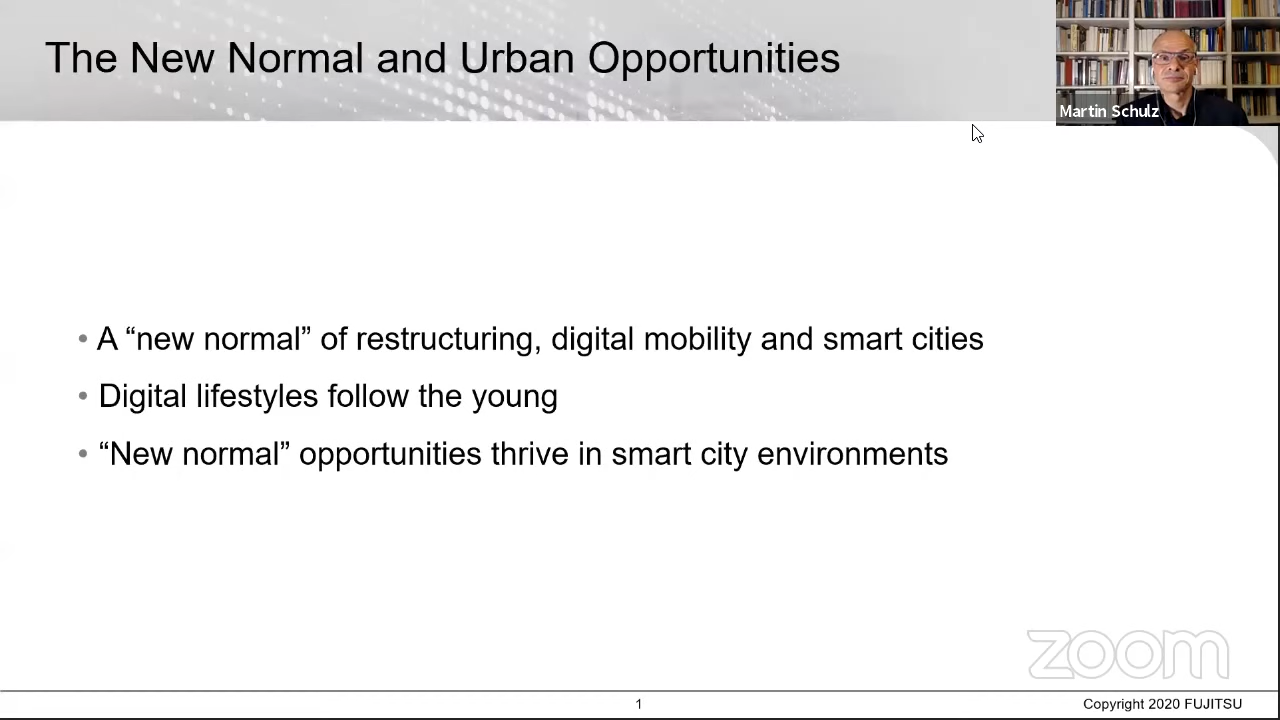 The New Normal and Urban Opportunities
Martin Schulz
• A “new normal” of restructuring, digital mobility and smart cities
• Digital lifestyles follow the young
• “New normal” opportunities thrive in smart city environments
zoom
1
Copyright 2020 FUJITSU